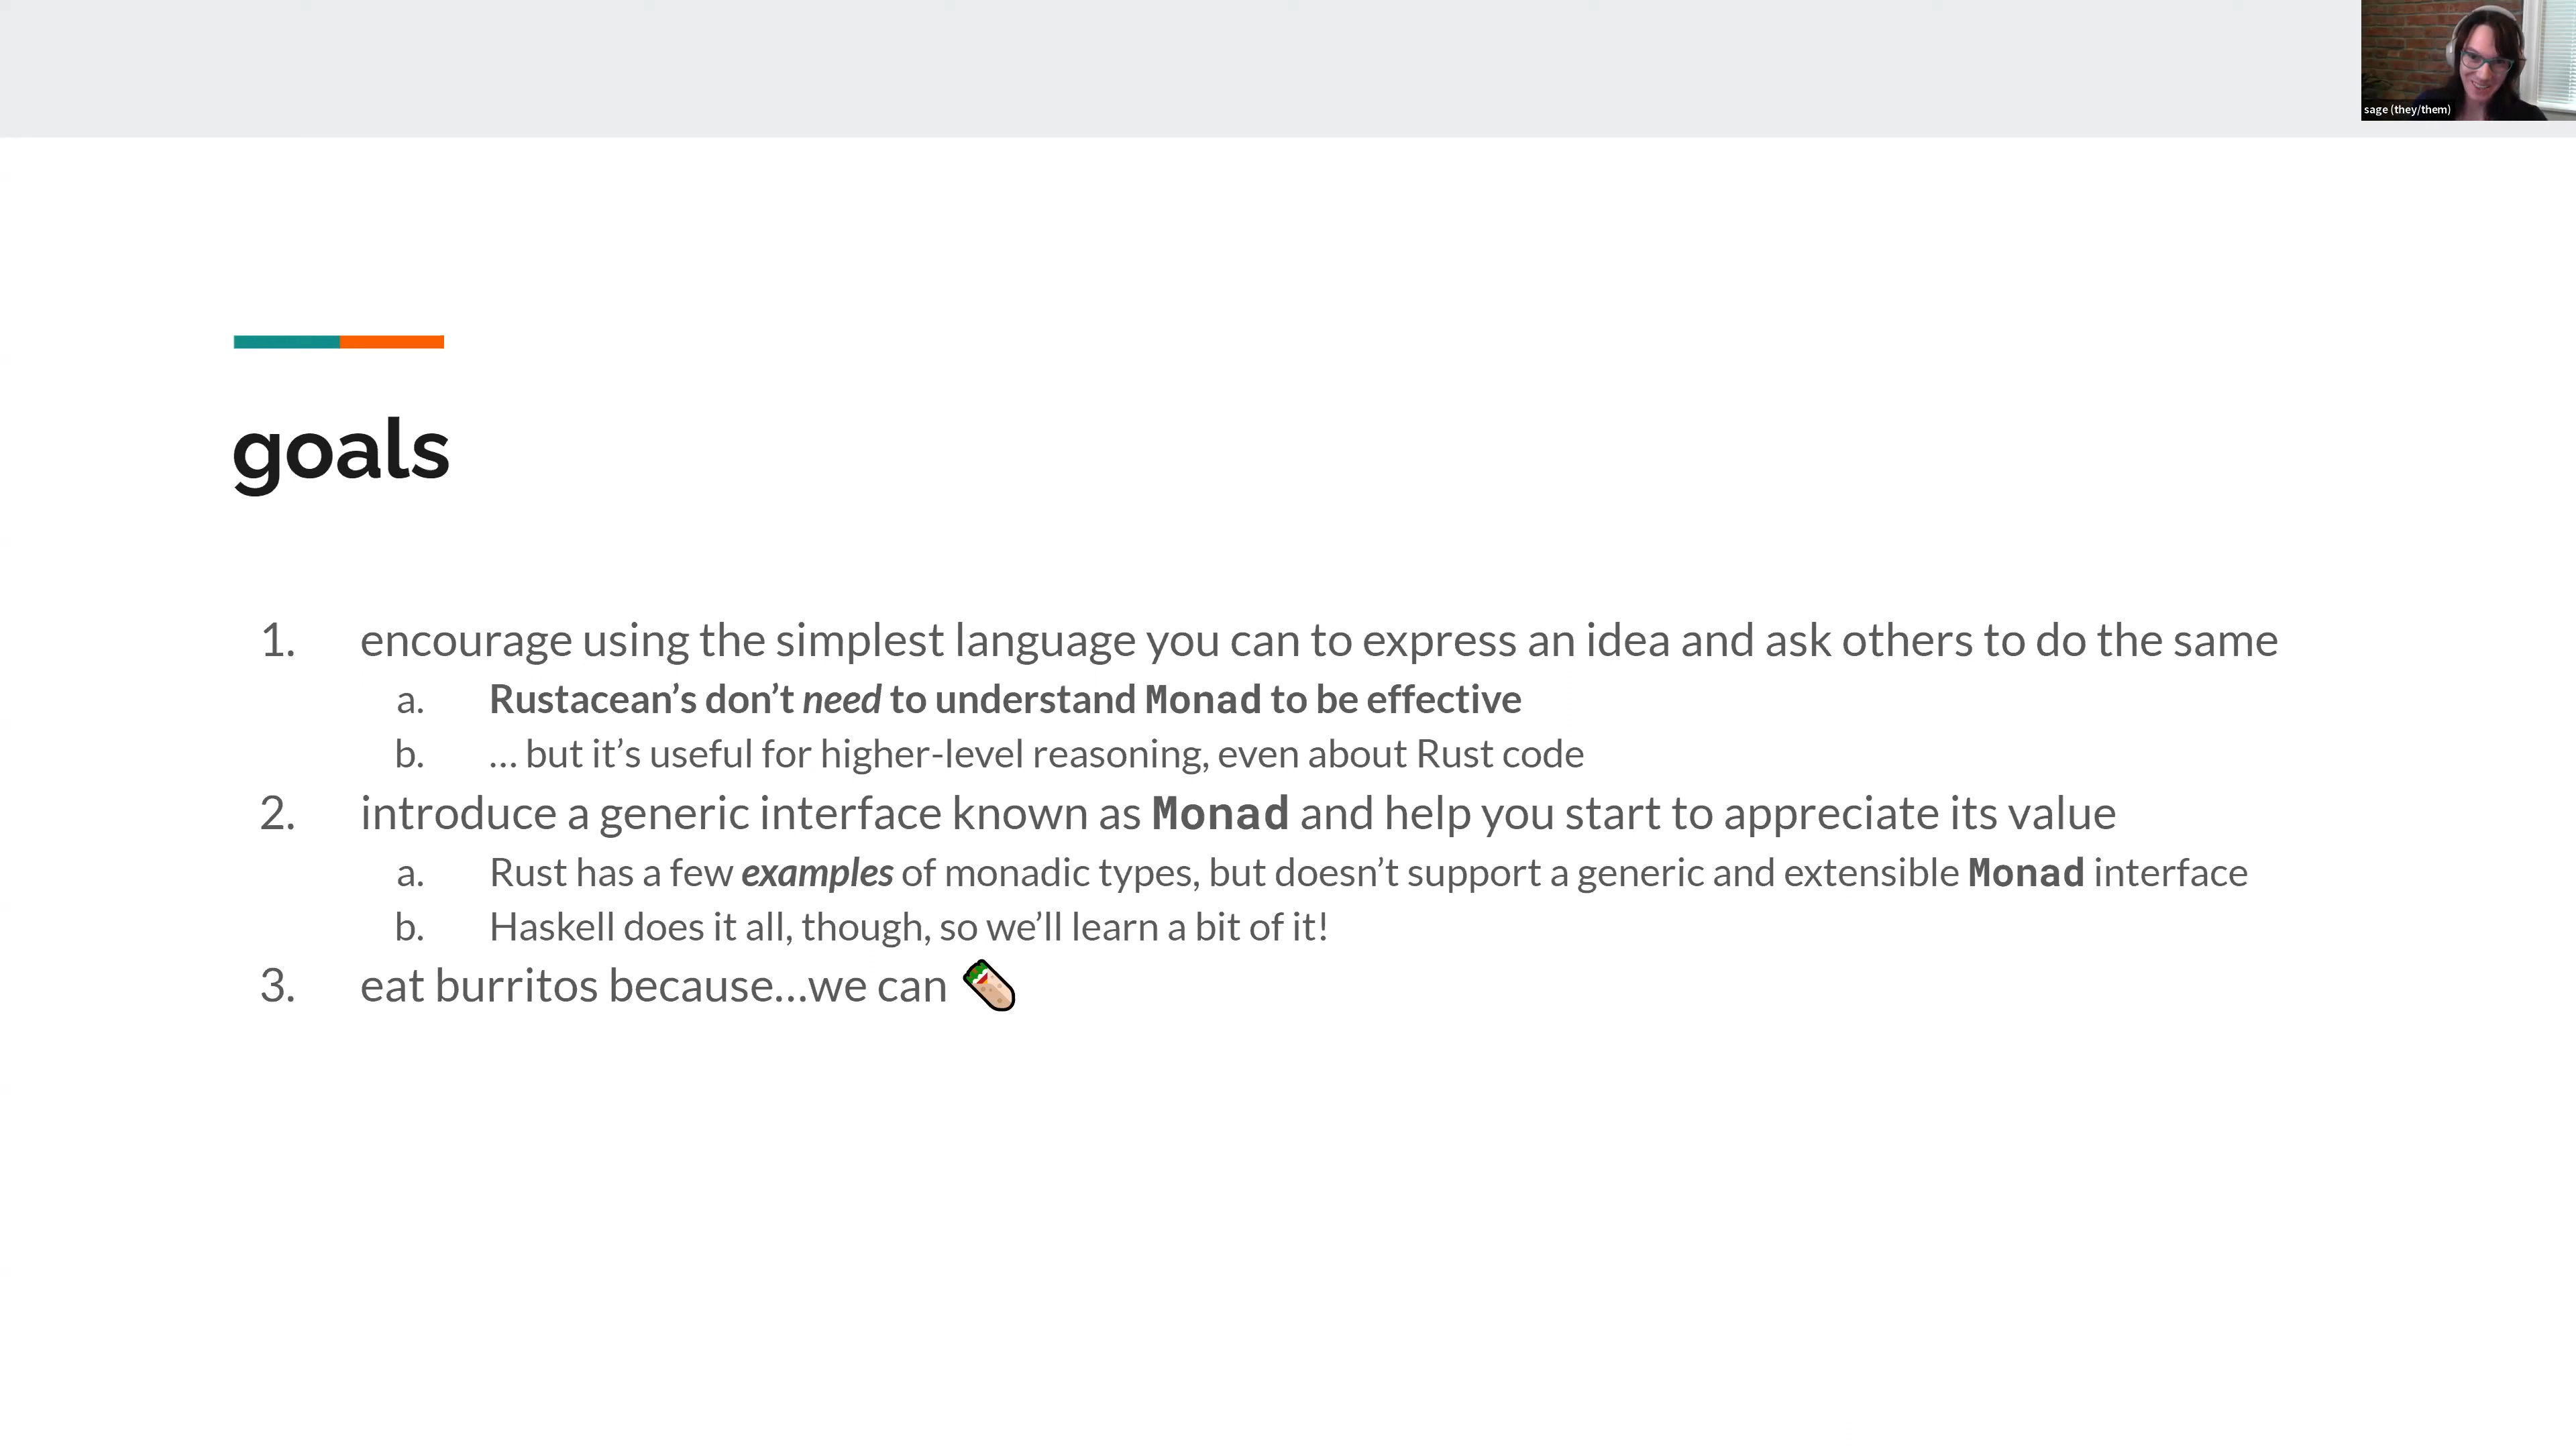 sage (they/them)
goals
1. encourage using the simplest language you can to express an idea and ask others to do the same
a. Rustacean’s don’t need to understand Monad to be effective
b. … but it’s useful for higher-level reasoning, even about Rust code
2. introduce a generic interface known as Monad and help you start to appreciate its value
a. Rust has a few examples of monadic types, but doesn’t support a generic and extensible Monad interface
b. Haskell does it all, though, so we’ll learn a bit of it!
3. eat burritos because…we can